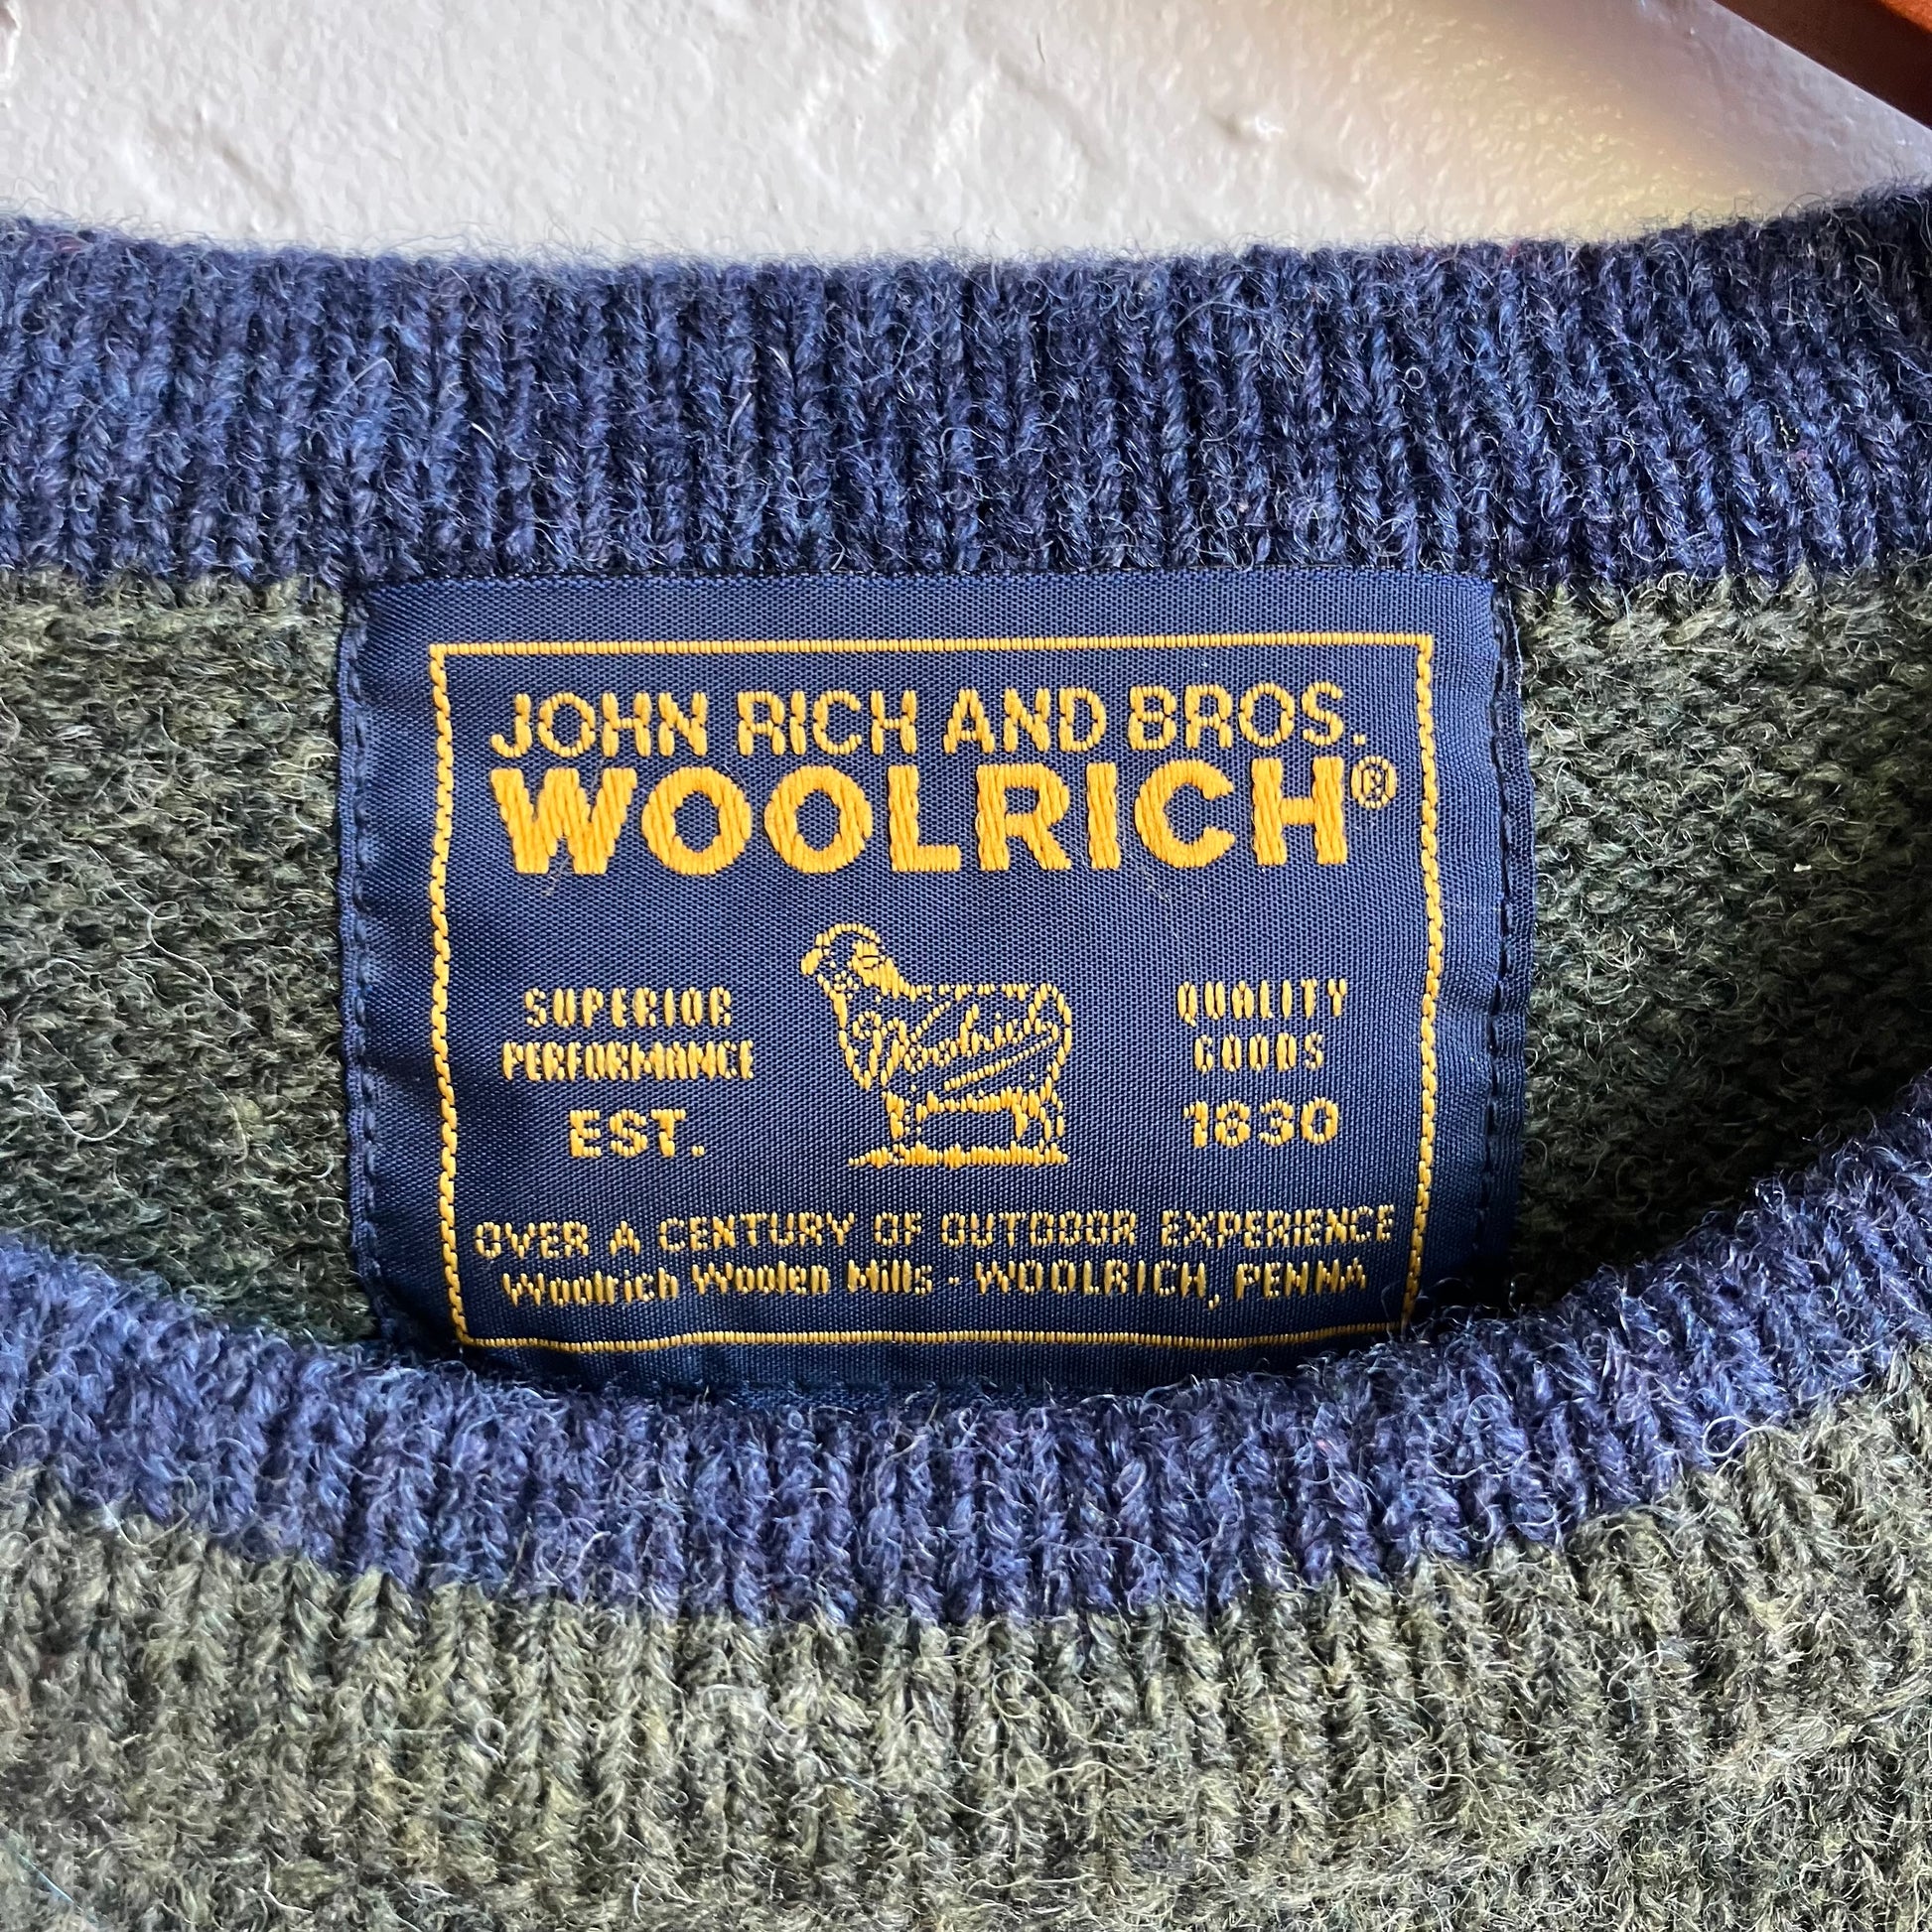 JOHN RICH AND BROS.
WOOLRICH®
SUPERIOR
PERFORMANCE
EST.
Woolrich
QUALITY
GOODS
1830
OVER A CENTURY OF OUTDOOR EXPERIENCE
Woolrich Woolen Mills · WOOLRICH, PENNA